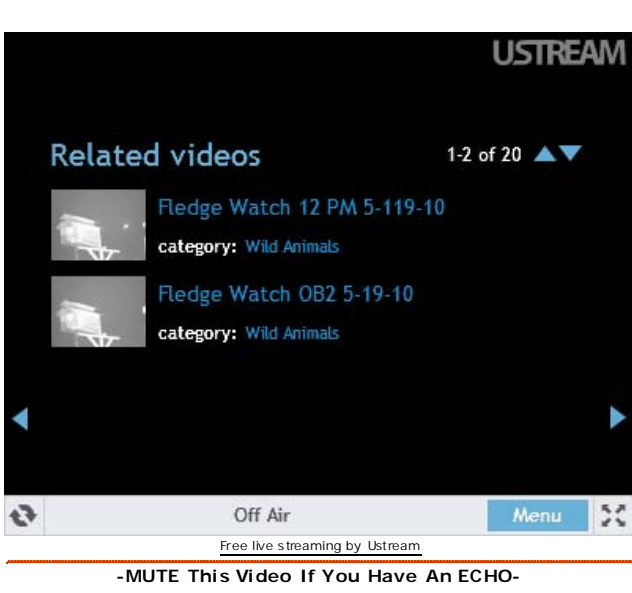 USTREAM
Related videos 1-2 of 20
Fledge Watch 12 PM 5-119-10
category: Wild Animals
Fledge Watch OB2 5-19-10
category: Wild Animals
Off Air Menu
Free live streaming by Ustream
-MUTE This Video If You Have An ECHO-